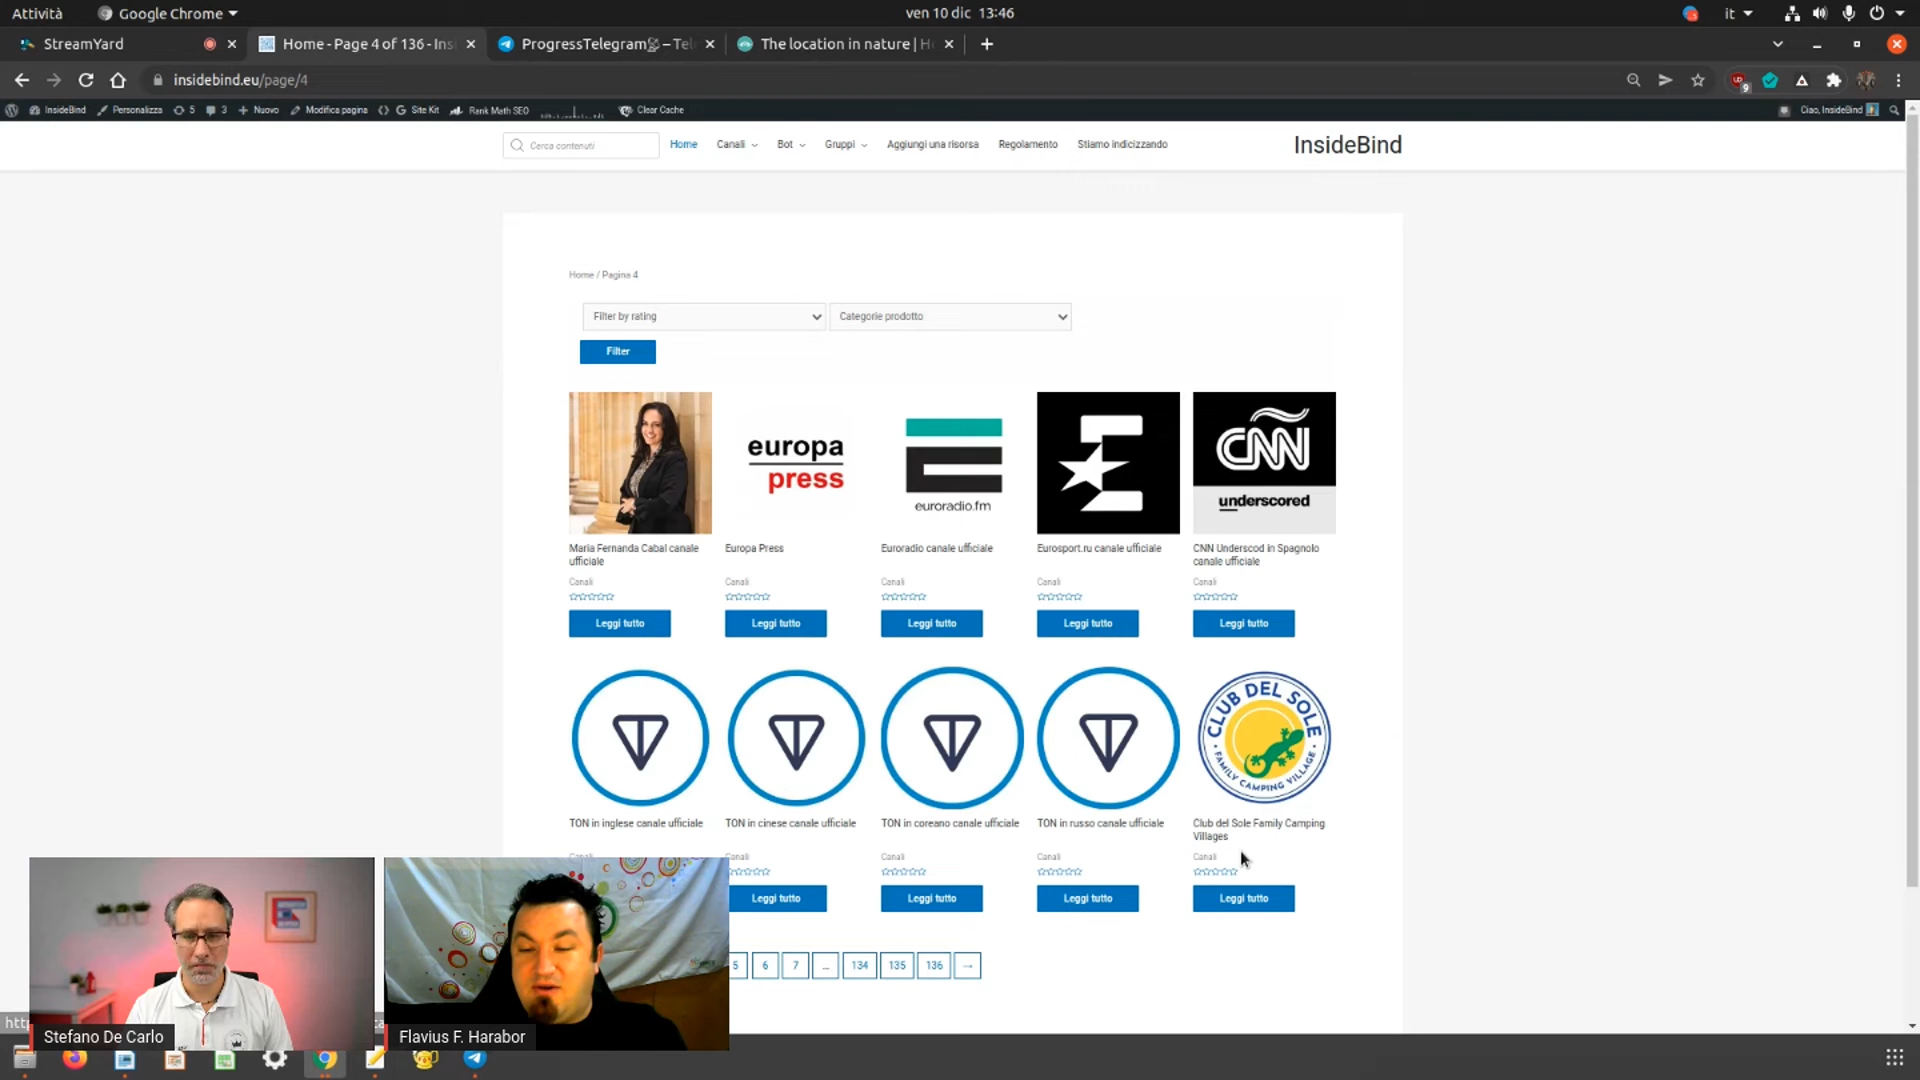 Attività
Google Chrome
ven 10 dic 13:46
it
StreamYard
Home - Page 4 of 136 - Ins
ProgressTelegram – Tel
The location in nature | H
insidebind.eu/page/4
9
InsideBind
Personalizza
5
3
Nuovo
Modifica pagina
Site Kit
Rank Math SEO
Clear Cache
Ciao, InsideBind
Cerca contenuti
Home
Canali
Bot
Gruppi
Aggiungi una risorsa
Regolamento
Stiamo indicizzando
InsideBind
Home / Pagina 4
Filter by rating
Categorie prodotto
Filter
europa
press
euroradio.fm
CNN
underscored
Maria Fernanda Cabal canale
ufficiale
Europa Press
Euroradio canale ufficiale
Eurosport.ru canale ufficiale
CNN Underscod in Spagnolo
canale ufficiale
Canali
Canali
Canali
Canali
Canali
Leggi tutto
Leggi tutto
Leggi tutto
Leggi tutto
Leggi tutto
CLUB DEL SOLE
FAMILY CAMPING VILLAGES
TON in inglese canale ufficiale
TON in cinese canale ufficiale
TON in coreano canale ufficiale
TON in russo canale ufficiale
Club del Sole Family Camping
Villages
Canali
Canali
Canali
Canali
Leggi tutto
Leggi tutto
Leggi tutto
Leggi tutto
5
6
7
...
134
135
136
→
Stefano De Carlo
Flavius F. Harabor